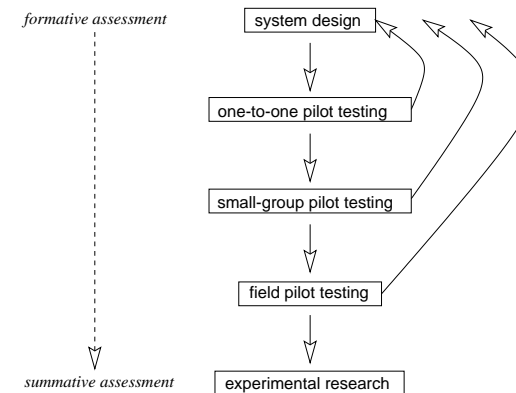 formative assessment
system design
one-to-one pilot testing
small-group pilot testing
field pilot testing
summative assessment
experimental research